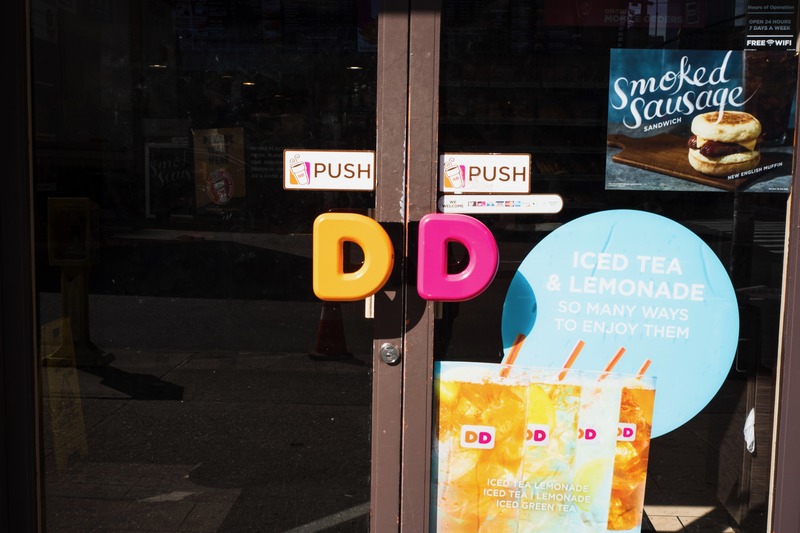 Hours of Operation
OPEN 24 HOURS
7 DAYS A WEEK
FREE WIFI
Smoked
Sausage
SANDWICH
NEW ENGLISH MUFFIN
PUSH
PUSH
WE
WELCOME
D D
ICED TEA
& LEMONADE
SO MANY WAYS
TO ENJOY THEM
DD
DD
DD
DD
ICED TEA LEMONADE
ICED TEA | LEMONADE
ICED GREEN TEA